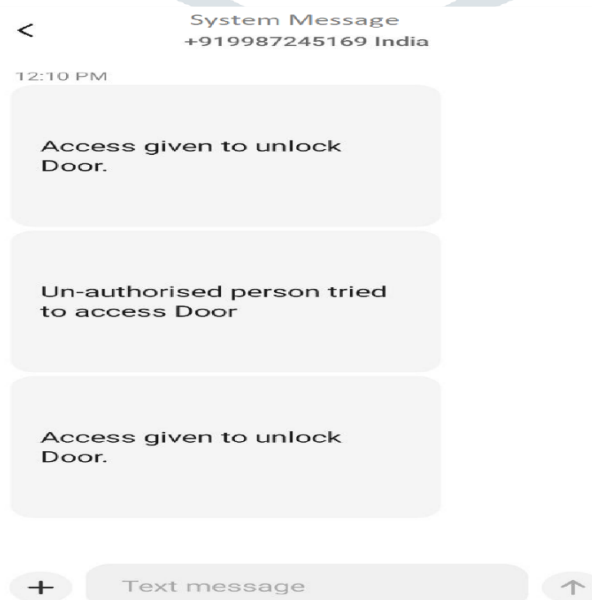 System Message
+919987245169 India
12:10 PM
Access given to unlock
Door.
Un-authorised person tried
to access Door
Access given to unlock
Door.
Text message